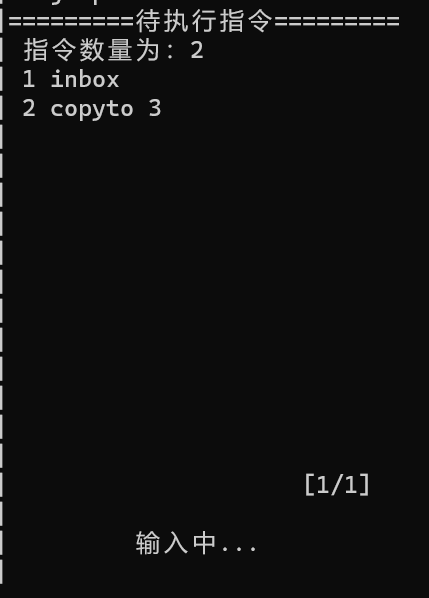 =========待执行指令=========
指令数量为：2
1 inbox
2 copyto 3
[1/1]
输入中...